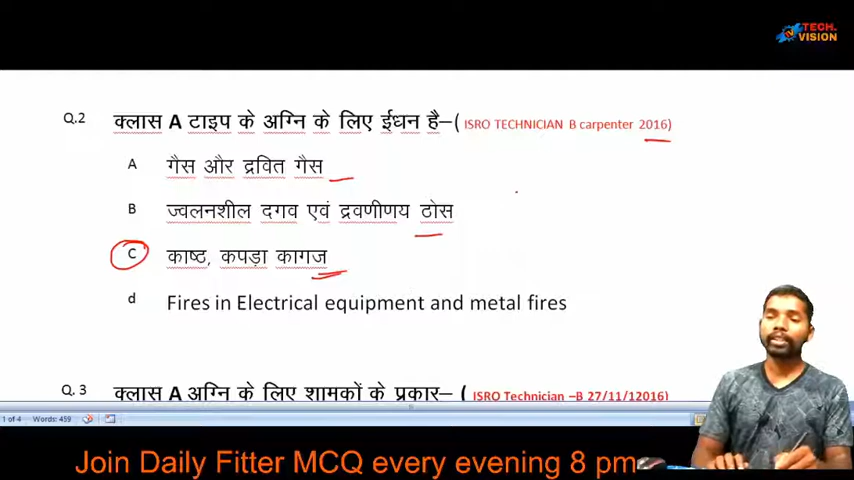 TECH.
VISION
Q.2 क्लास A टाइप के अग्नि के लिए ईधन है–( ISRO TECHNICIAN B carpenter 2016)
A गैस और द्रवित गैस
B ज्वलनशील दगव एवं द्रवणीणय ठोस
C काष्ठ, कपड़ा कागज
d Fires in Electrical equipment and metal fires
Q. 3 क्लास A अग्नि के लिए शामकों के प्रकार– ( ISRO Technician –B 27/11/12016)
1 of 4 Words: 459
Join Daily Fitter MCQ every evening 8 pm